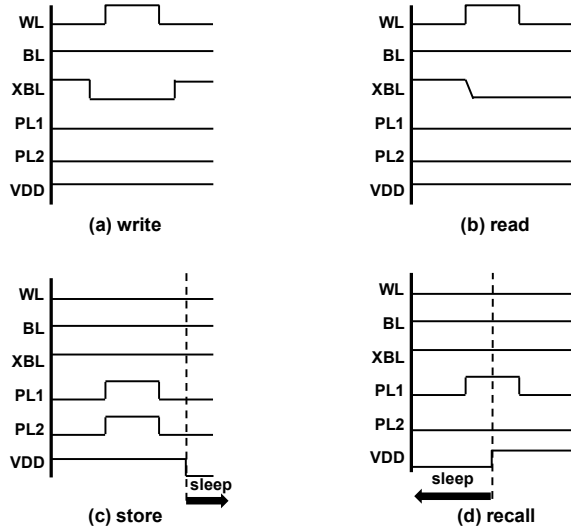 WL
BL
XBL
PL1
PL2
VDD
(a) write
WL
BL
XBL
PL1
PL2
VDD
(b) read
WL
BL
XBL
PL1
PL2
VDD
sleep
(c) store
WL
BL
XBL
PL1
PL2
VDD
sleep
(d) recall